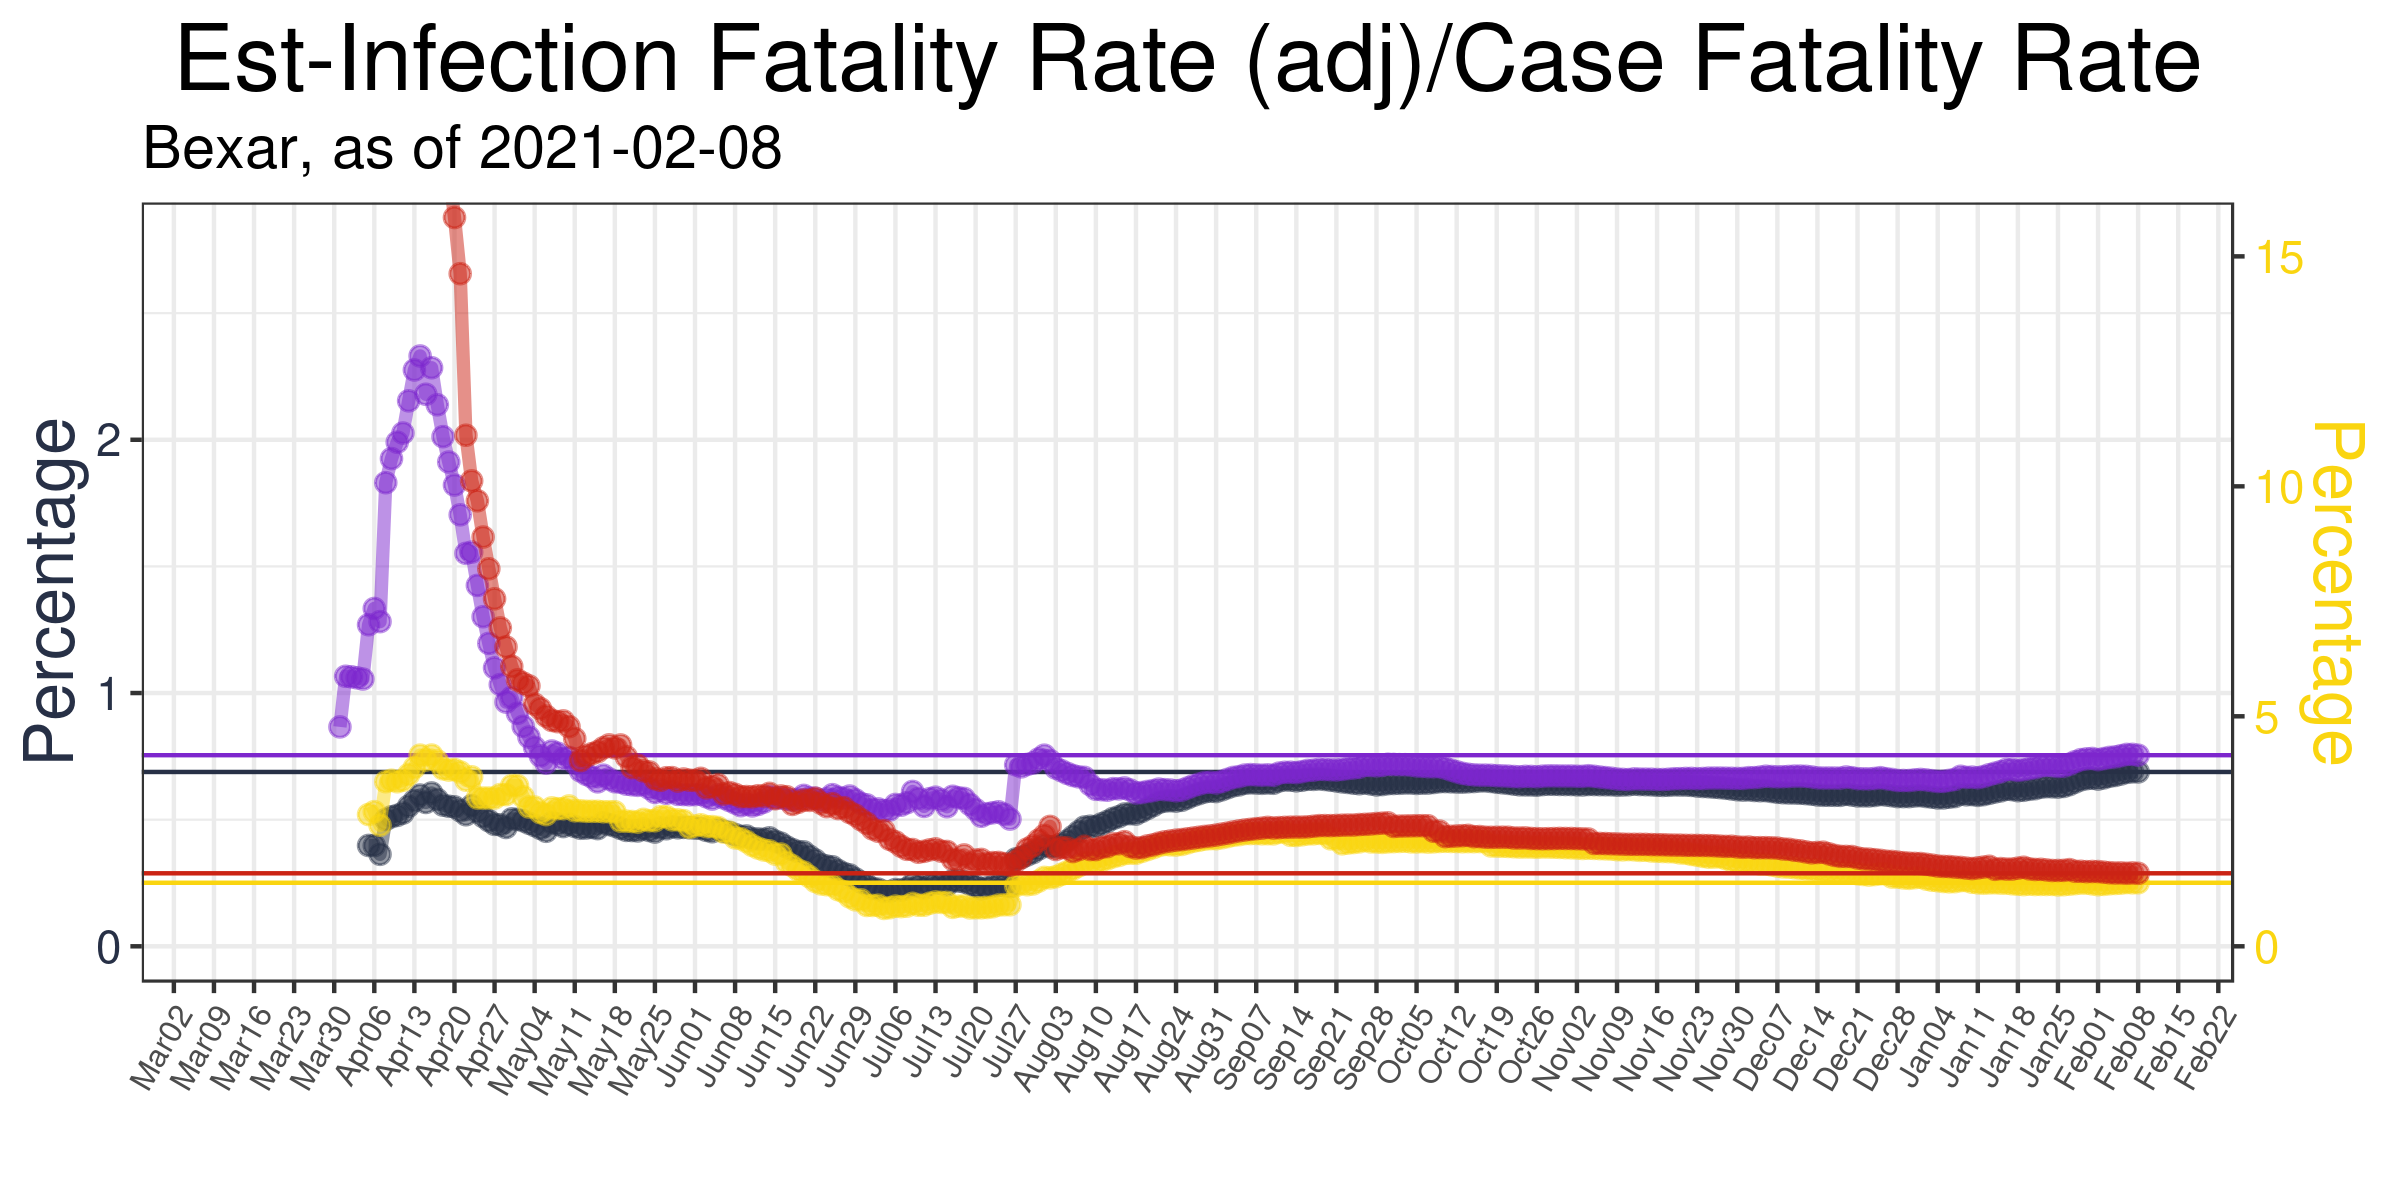 Est-Infection Fatality Rate (adj)/Case Fatality Rate
Bexar, as of 2021-02-08
Percentage
2
1
0
15
10
5
0
Percentage
Mar02
Mar09
Mar16
Mar23
Mar30
Apr06
Apr13
Apr20
Apr27
May04
May11
May18
May25
Jun01
Jun08
Jun15
Jun22
Jun29
Jul06
Jul13
Jul20
Jul27
Aug03
Aug10
Aug17
Aug24
Aug31
Sep07
Sep14
Sep21
Sep28
Oct05
Oct12
Oct19
Oct26
Nov02
Nov09
Nov16
Nov23
Nov30
Dec07
Dec14
Dec21
Dec28
Jan04
Jan11
Jan18
Jan25
Feb01
Feb08
Feb15
Feb22